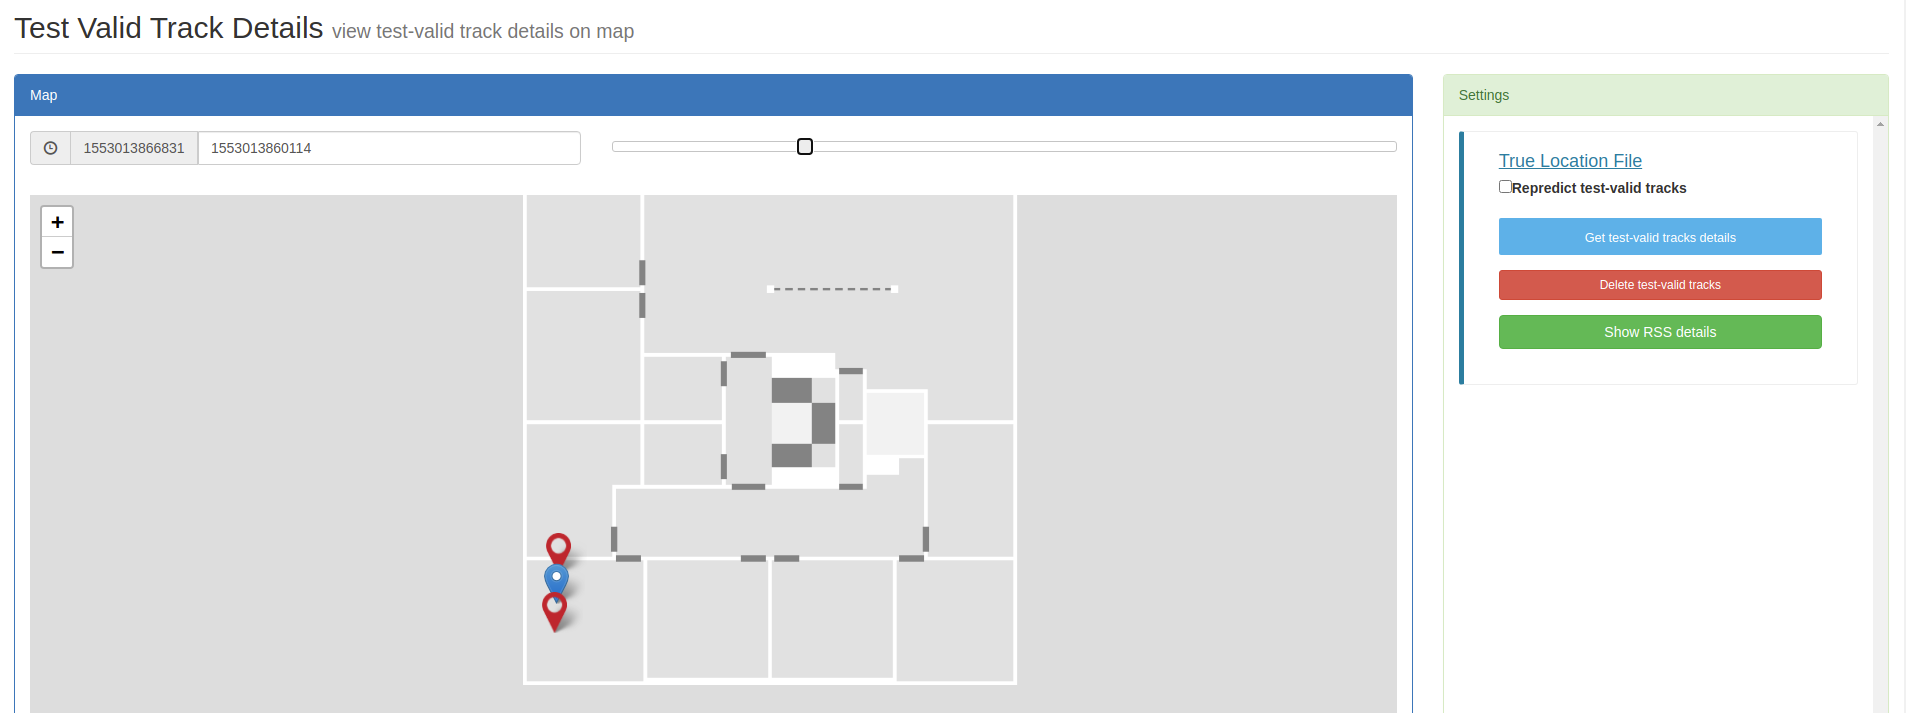 Test Valid Track Details view test-valid track details on map
Map
Settings
1553013866831 1553013860114
True Location File
Repredict test-valid tracks
+
−
Get test-valid tracks details
Delete test-valid tracks
Show RSS details